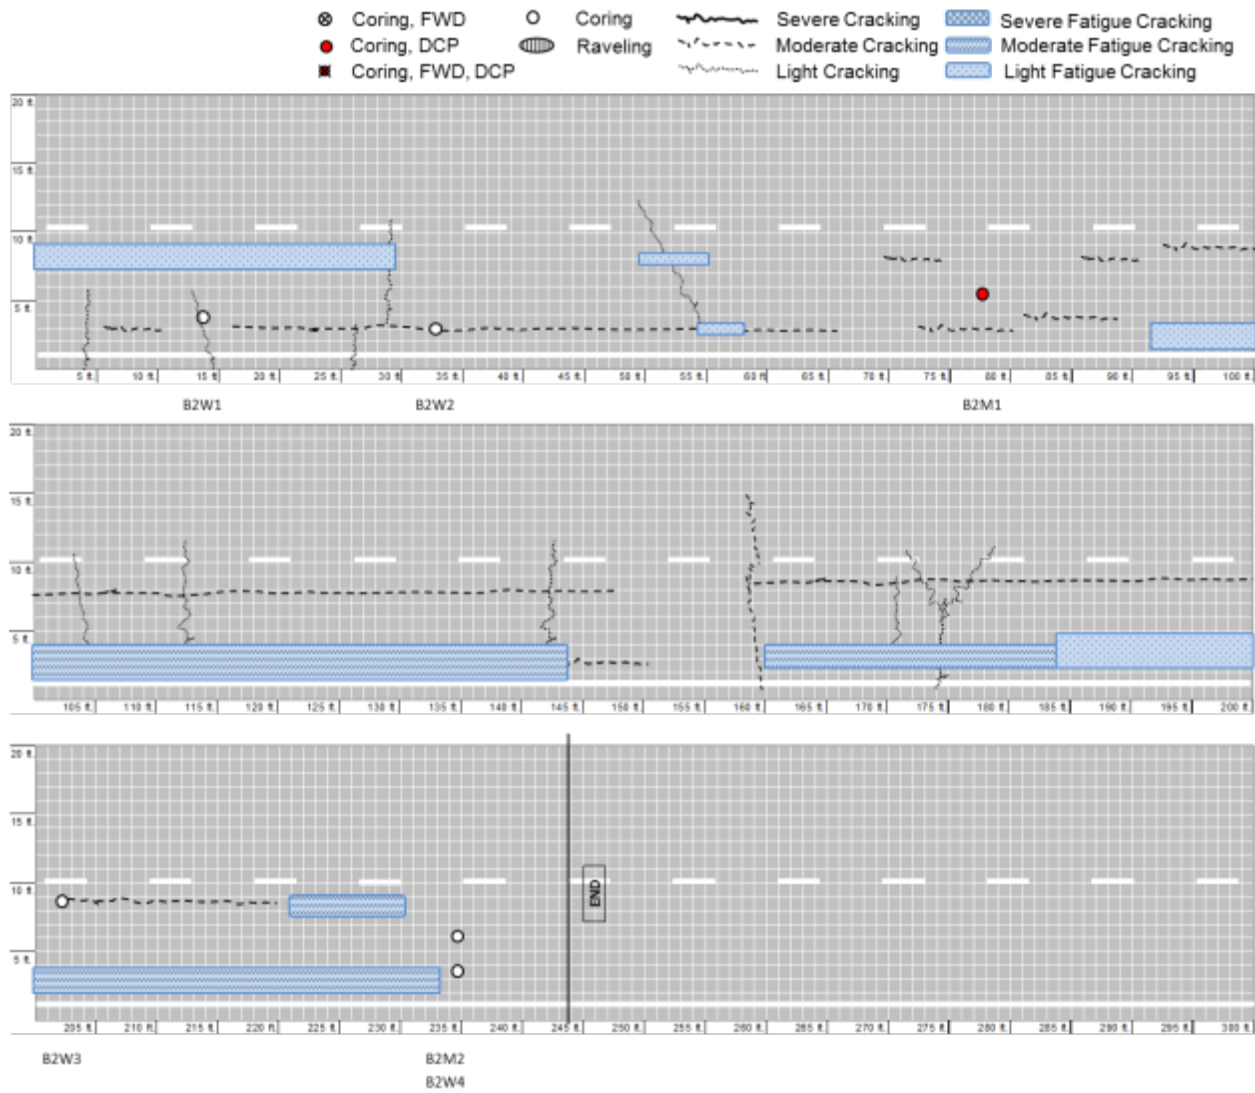 Coring, FWD Coring Severe Cracking Severe Fatigue Cracking
Coring, DCP Raveling Moderate Cracking Moderate Fatigue Cracking
Coring, FWD, DCP Light Cracking Light Fatigue Cracking
20 ft.
15 ft.
10 ft.
5 ft.
5 ft. 10 ft. 15 ft. 20 ft. 25 ft. 30 ft. 35 ft. 40 ft. 45 ft. 50 ft. 55 ft. 60 ft. 65 ft. 70 ft. 75 ft. 80 ft. 85 ft. 90 ft. 95 ft. 100 ft.
B2W1 B2W2 B2M1
20 ft.
15 ft.
10 ft.
5 ft.
105 ft. 110 ft. 115 ft. 120 ft. 125 ft. 130 ft. 135 ft. 140 ft. 145 ft. 150 ft. 155 ft. 160 ft. 165 ft. 170 ft. 175 ft. 180 ft. 185 ft. 190 ft. 195 ft. 200 ft.
20 ft.
15 ft.
10 ft.
END
5 ft.
205 ft. 210 ft. 215 ft. 220 ft. 225 ft. 230 ft. 235 ft. 240 ft. 245 ft. 250 ft. 255 ft. 260 ft. 265 ft. 270 ft. 275 ft. 280 ft. 285 ft. 290 ft. 295 ft. 300 ft.
B2W3 B2M2
B2W4